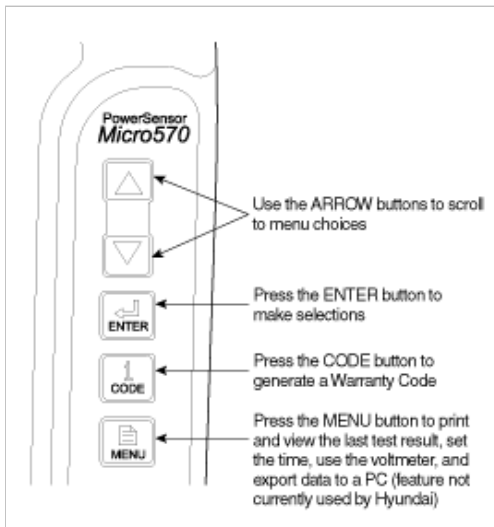 PowerSensor
Micro570
Use the ARROW buttons to scroll
to menu choices
ENTER
Press the ENTER button to
make selections
1
CODE
Press the CODE button to
generate a Warranty Code
MENU
Press the MENU button to print
and view the last test result, set
the time, use the voltmeter, and
export data to a PC (feature not
currently used by Hyundai)